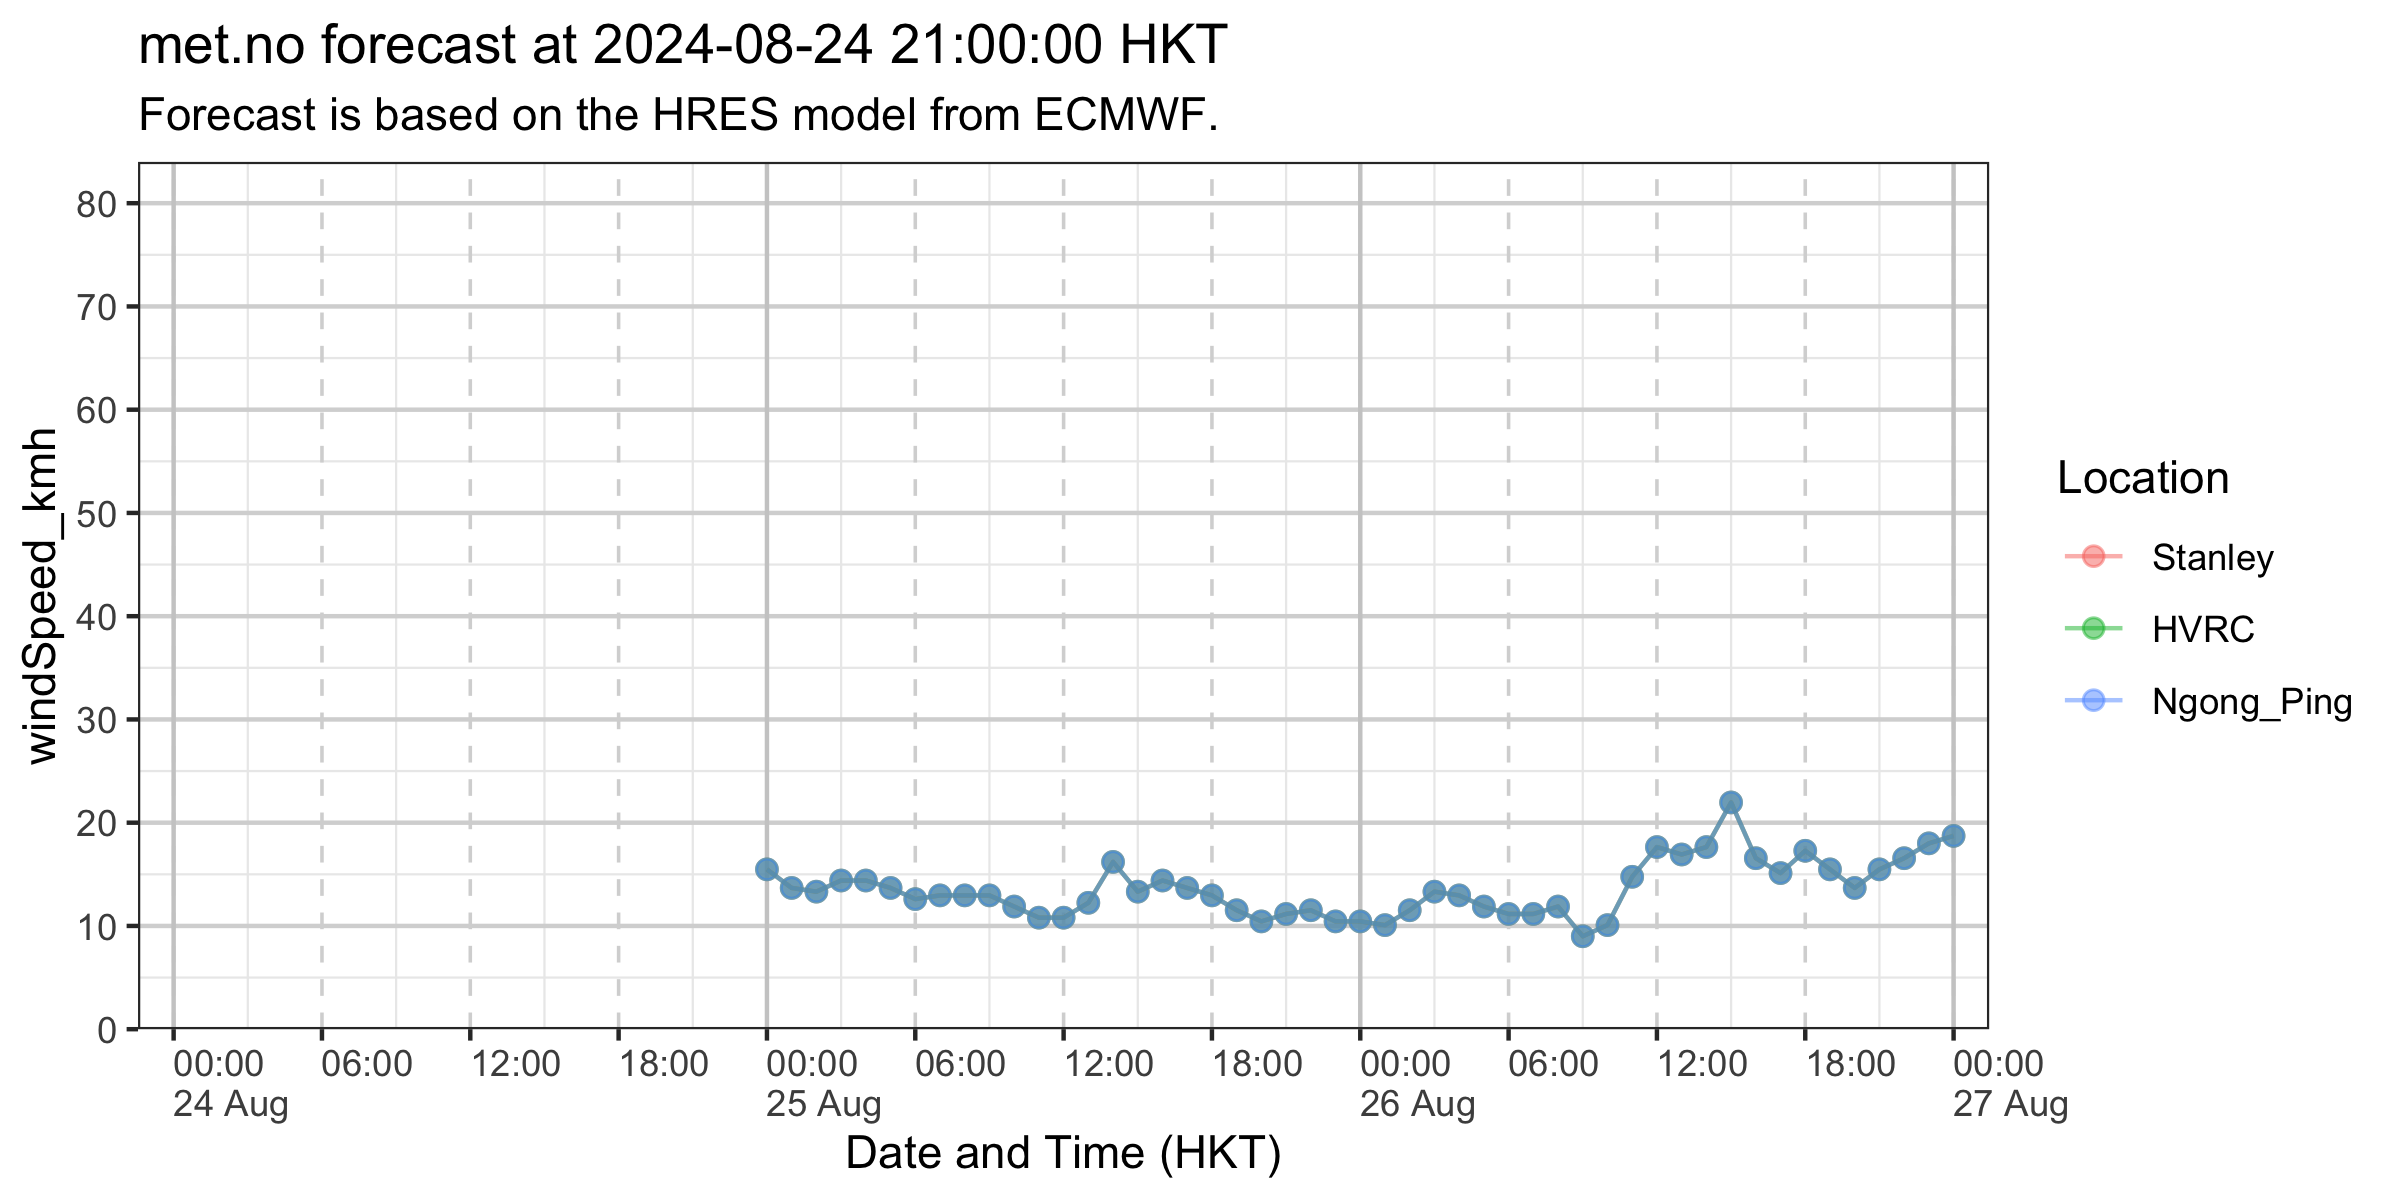 met.no forecast at 2024-08-24 21:00:00 HKT
Forecast is based on the HRES model from ECMWF.
windSpeed_kmh
80
70
60
50
40
30
20
10
0
00:00 06:00 12:00 18:00 00:00 06:00 12:00 18:00 00:00 06:00 12:00 18:00 00:00
24 Aug 25 Aug 26 Aug 27 Aug
Date and Time (HKT)
Location
Stanley
HVRC
Ngong_Ping